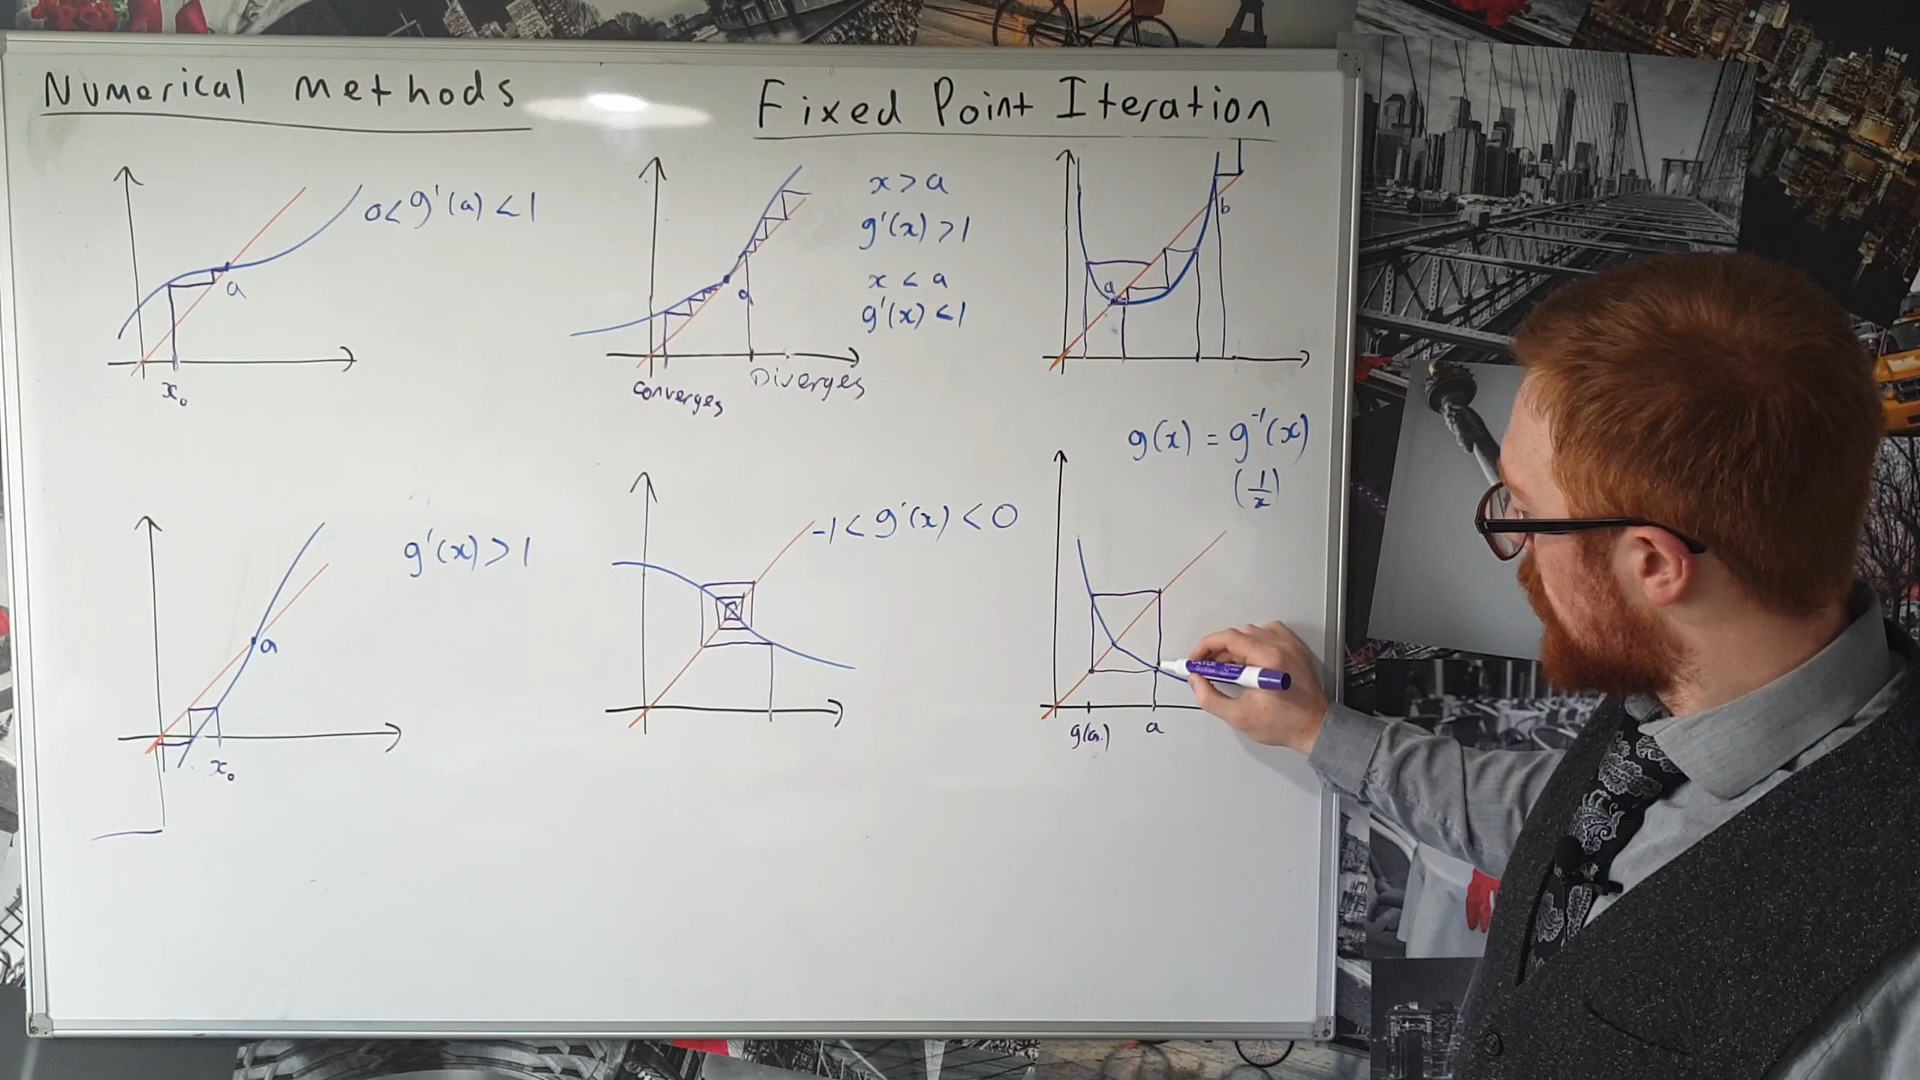 Numerical methods
Fixed Point Iteration
0<g'(a)<1
a
x₀
x>a
g'(x)>1
x<a
g'(x)<1
a
Converges
Diverges
a
b
g'(x)>1
a
x₀
-1<g'(x)<0
g(x) = g⁻¹(x)
(1/x)
g(a)
a